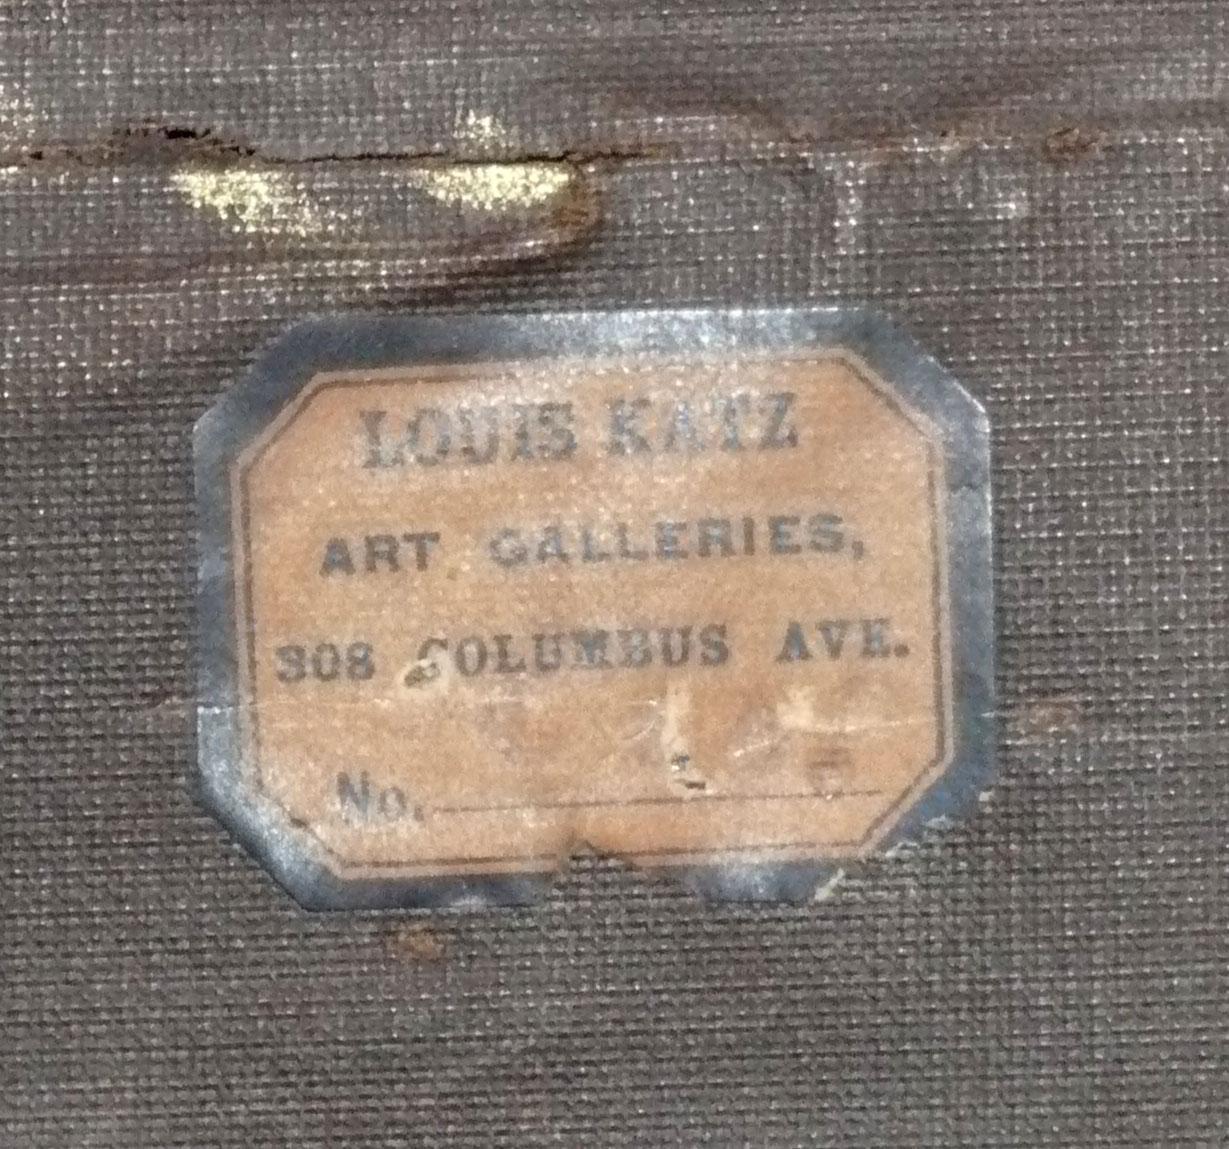 LOUIS KATZ
ART GALLERIES,
308 COLUMBUS AVE.
No.